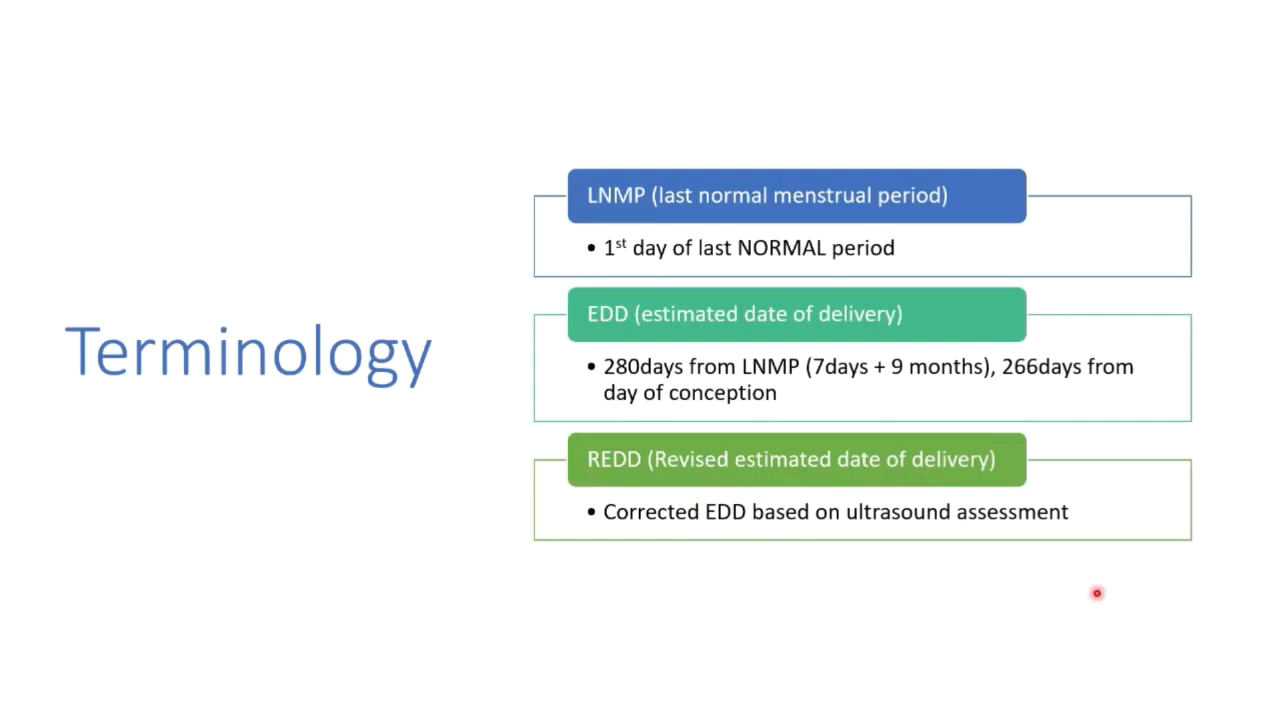 Terminology
LNMP (last normal menstrual period)
• 1st day of last NORMAL period
EDD (estimated date of delivery)
• 280days from LNMP (7days + 9 months), 266days from
day of conception
REDD (Revised estimated date of delivery)
• Corrected EDD based on ultrasound assessment